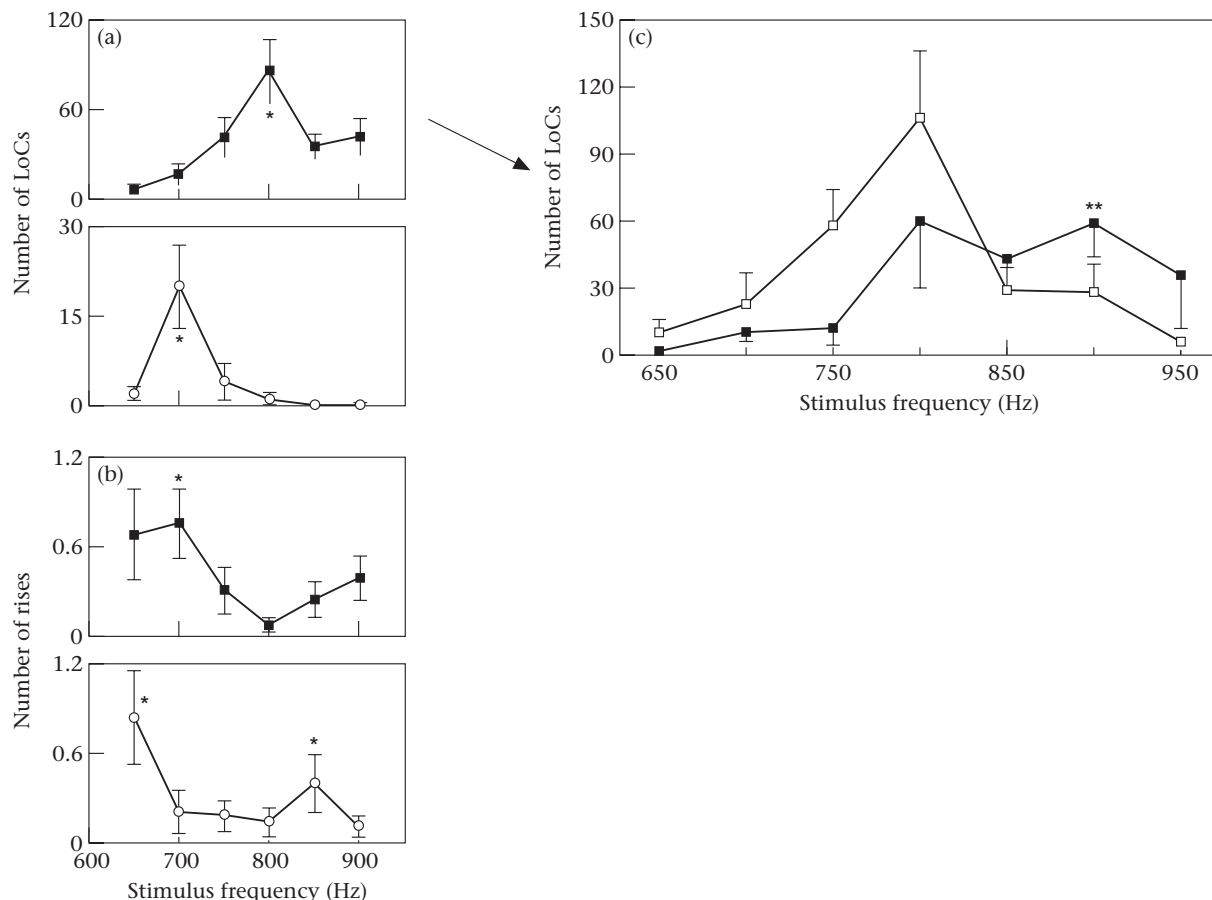 120
(a)
*
60
0
30
15
*
0
Number of LoCs
1.2
(b)
*
0.6
0
1.2
*
*
0.6
0
Number of rises
600 700 800 900
Stimulus frequency (Hz)
150
(c)
120
90
**
60
30
0
Number of LoCs
650 750 850 950
Stimulus frequency (Hz)